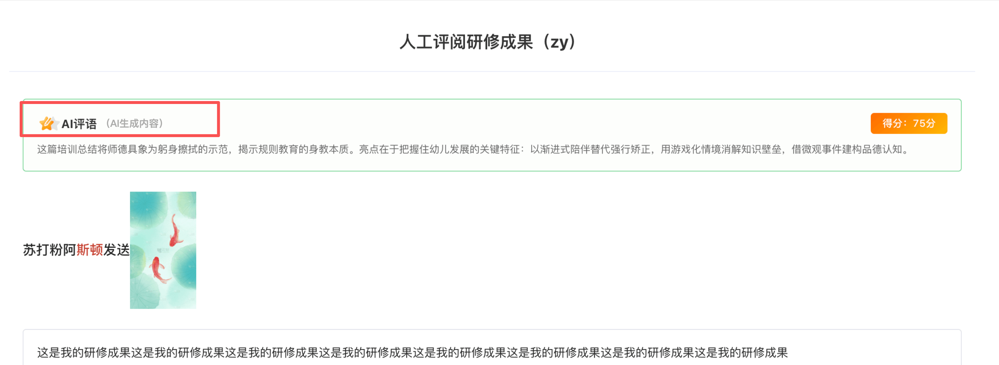 人工评阅研修成果（zy）
AI评语 （AI生成内容）
得分：75分
这篇培训总结将师德具象为躬身擦拭的示范，揭示规则教育的身教本质。亮点在于把握住幼儿发展的关键特征：以渐进式陪伴替代强行矫正，用游戏化情境消解知识壁垒，借微观事件建构品德认知。
苏打粉阿斯顿发送
这是我的研修成果这是我的研修成果这是我的研修成果这是我的研修成果这是我的研修成果这是我的研修成果这是我的研修成果这是我的研修成果